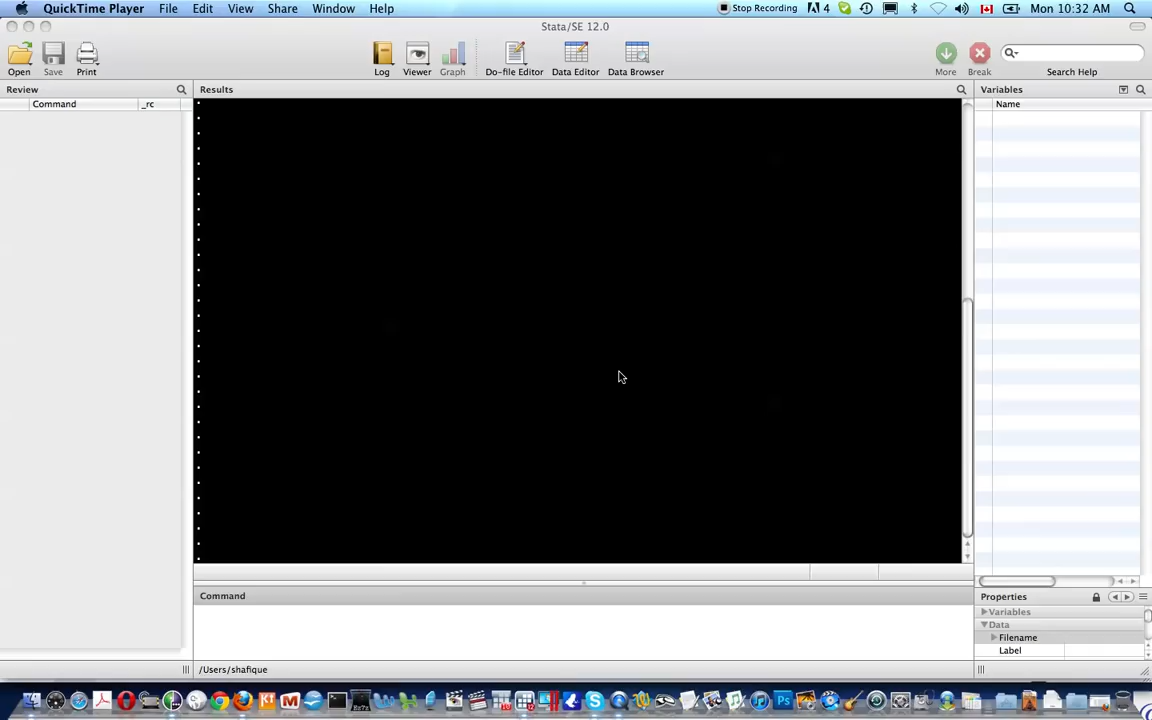 QuickTime Player File Edit View Share Window Help Stop Recording 4 Mon 10:32 AM
Stata/SE 12.0
Open Save Print Log Viewer Graph Do-file Editor Data Editor Data Browser More Break Search Help
Review Results Variables
Command _rc Name
Command
Properties
Variables
Data
Filename
Label
/Users/shafique